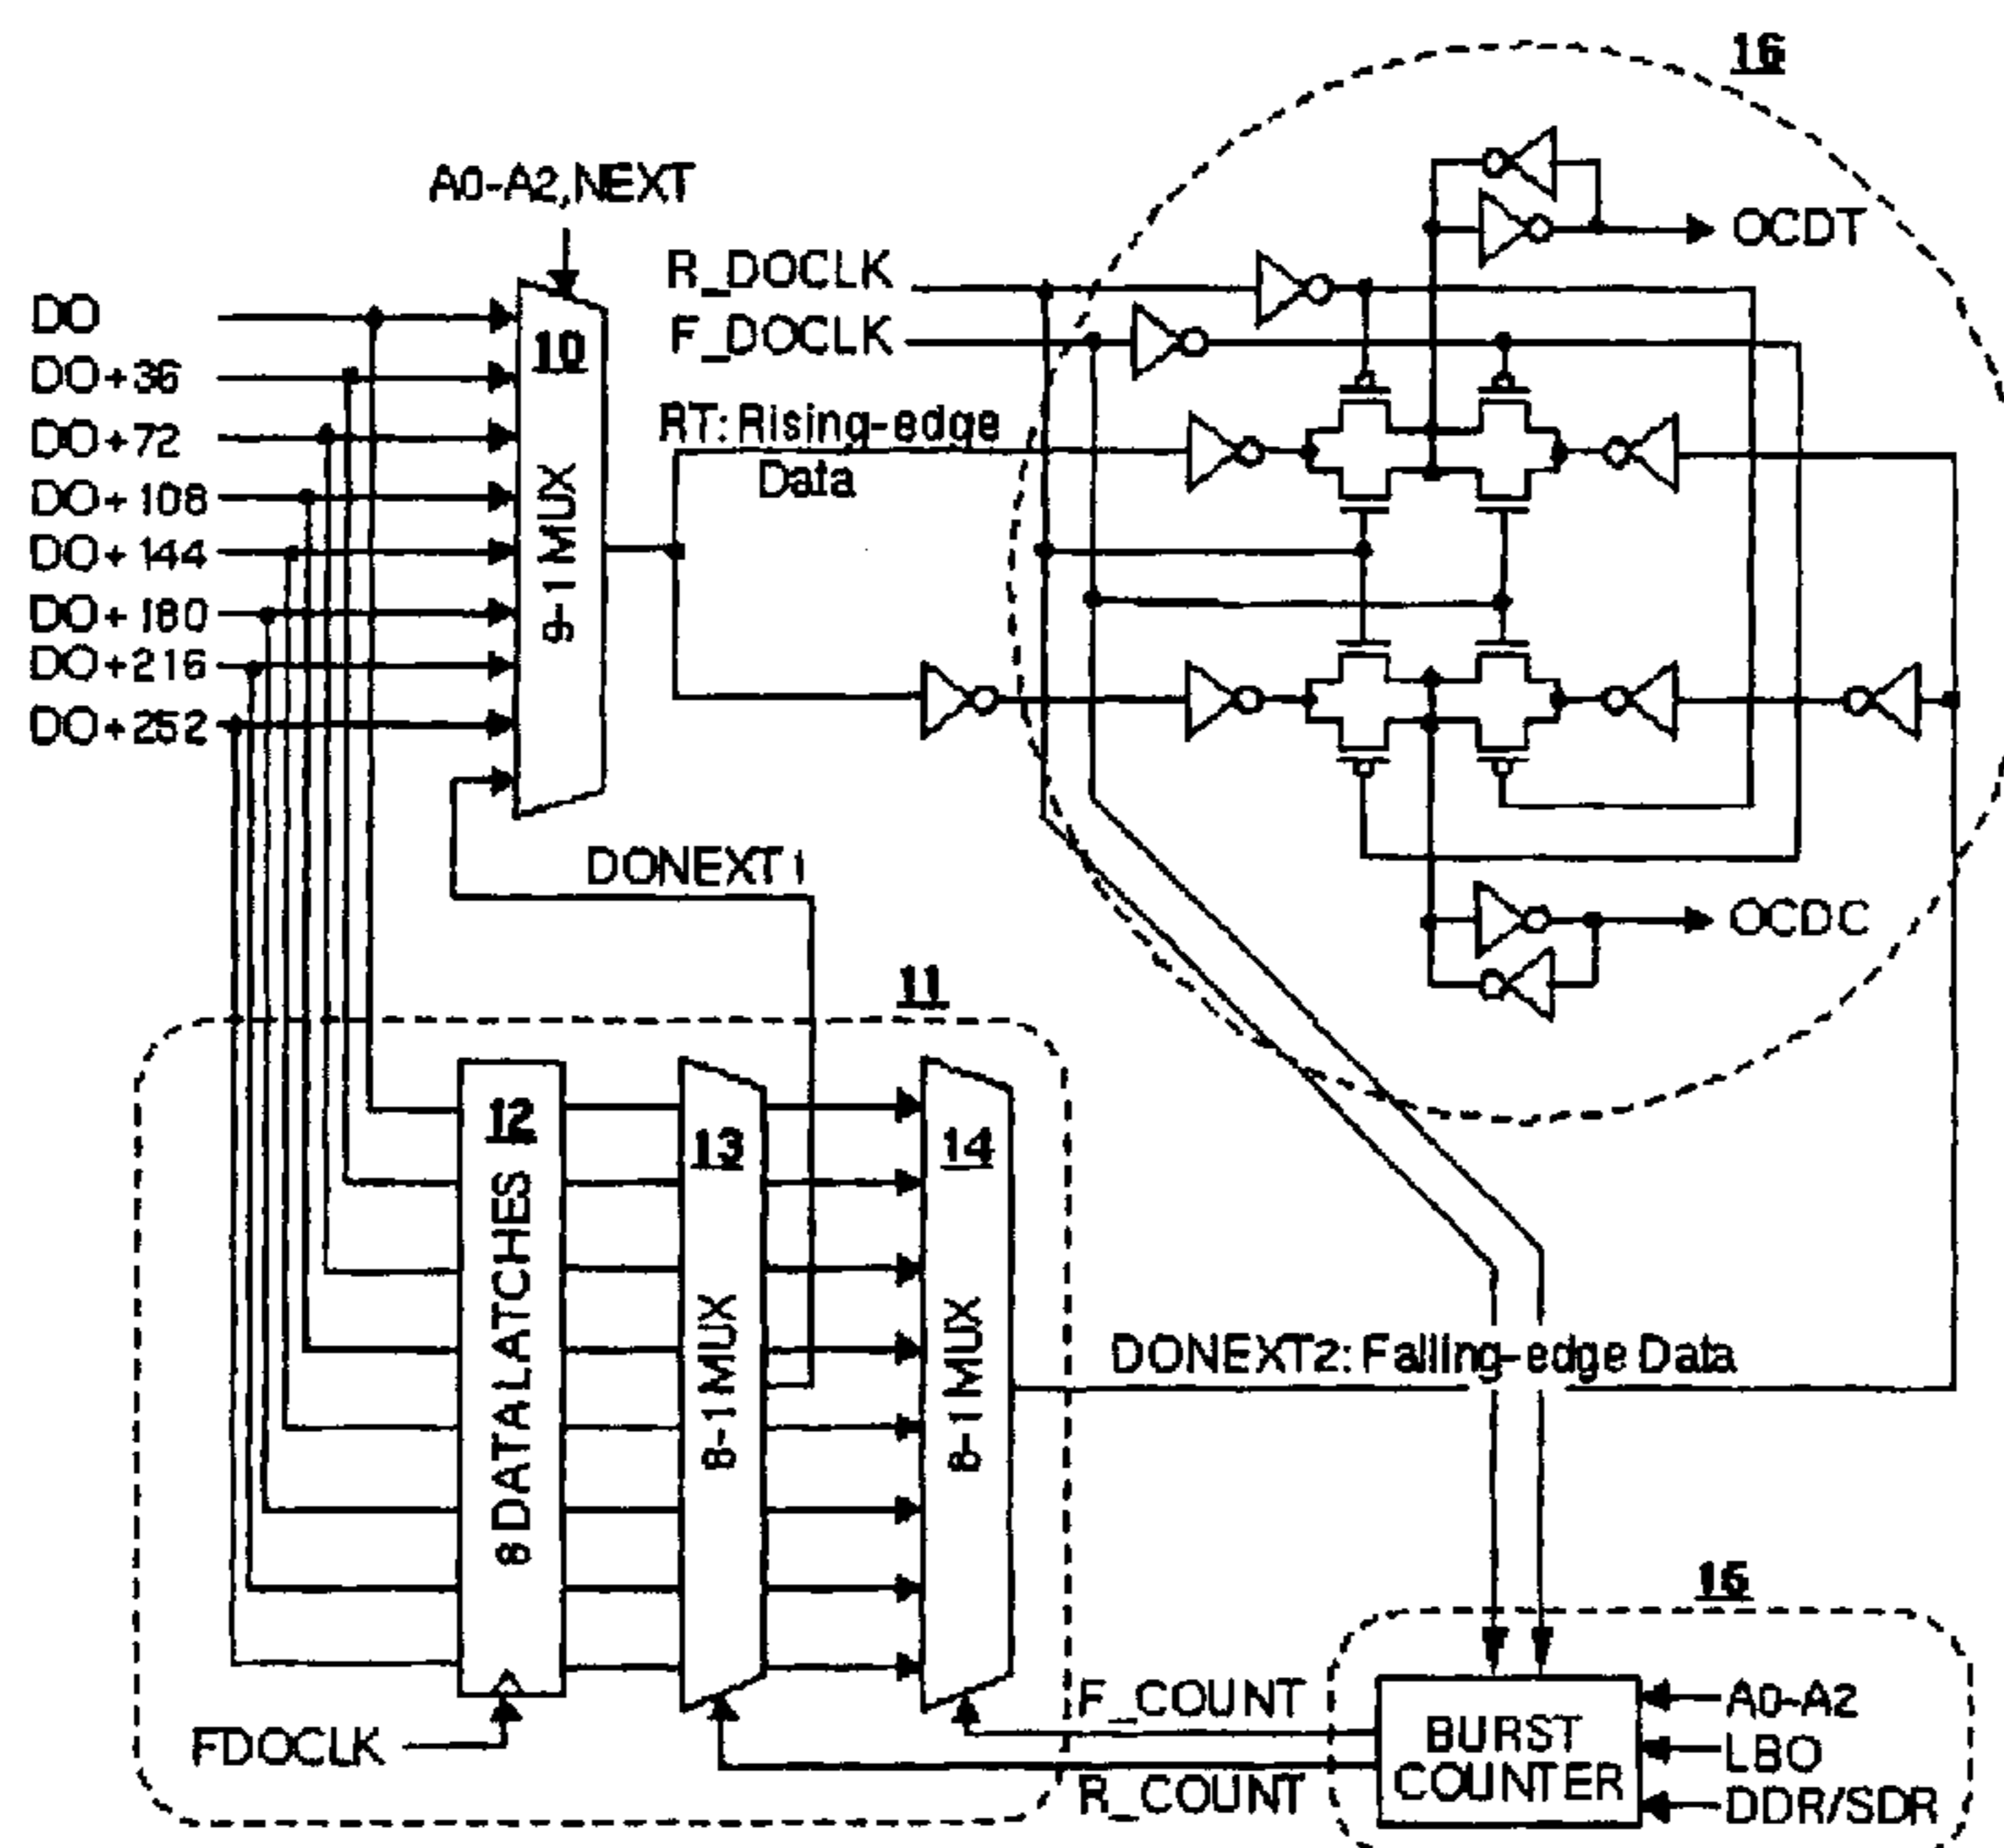 16
A0-A2,NEXT
OCDT
R_DOCLK
F_DOCLK
DO
DO+36
DO+72
DO+108
DO+144
DO+180
DO+216
DO+252
10
9-1 MUX
RT: Rising-edge
Data
DONEXT1
OCDC
11
12
8 DATA LATCHES
13
8-1 MUX
14
8-1 MUX
DONEXT2: Falling-edge Data
15
FDOCLK
F_COUNT
R_COUNT
BURST
COUNTER
A0-A2
LBO
DDR/SDR